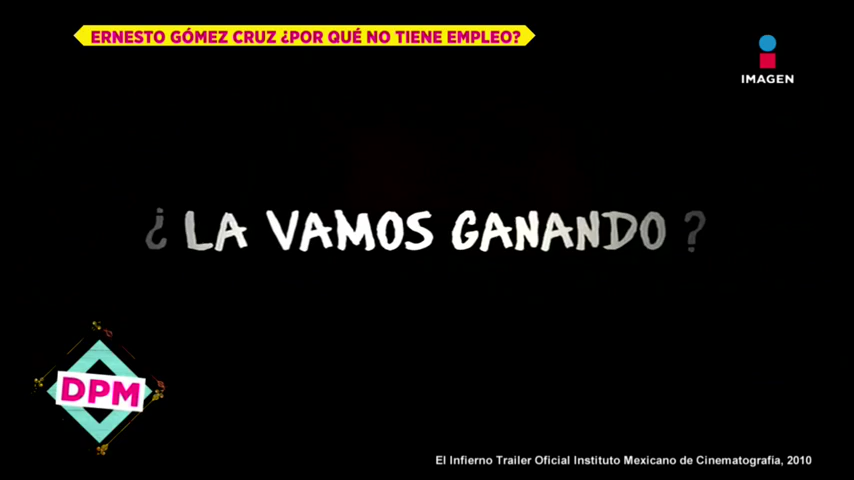 ERNESTO GÓMEZ CRUZ ¿POR QUÉ NO TIENE EMPLEO?
IMAGEN
¿LA VAMOS GANANDO?
DPM
El Infierno Trailer Oficial Instituto Mexicano de Cinematografía, 2010